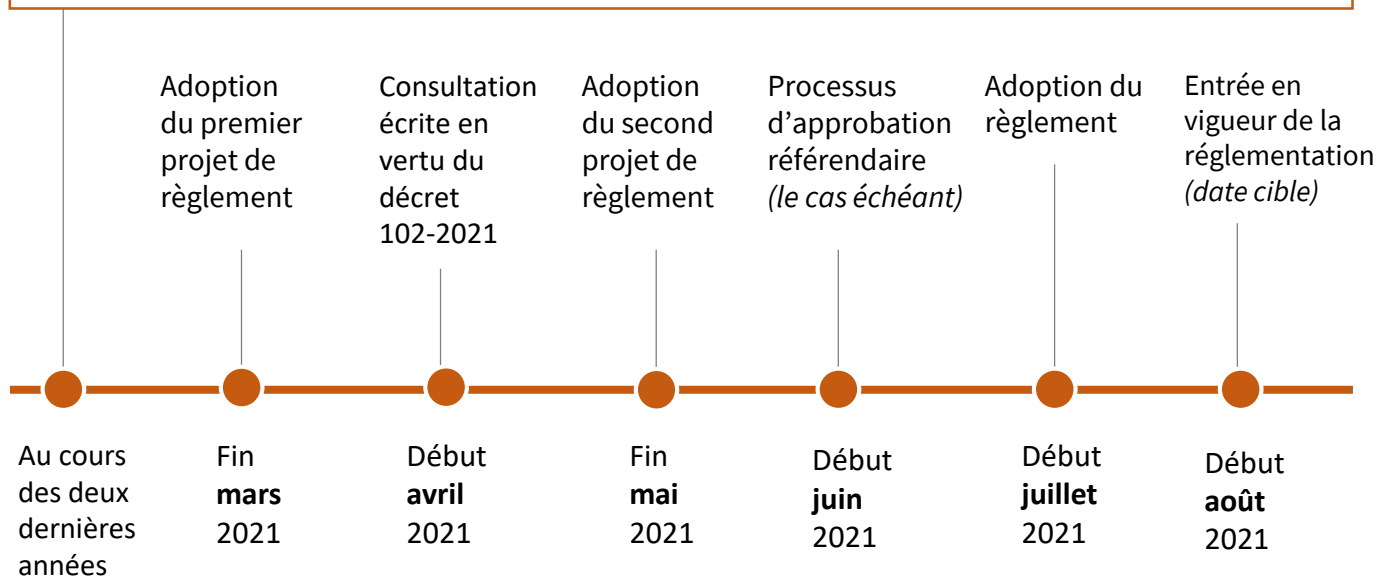 Adoption
du premier
projet de
règlement
Consultation
écrite en
vertu du
décret
102-2021
Adoption
du second
projet de
règlement
Processus
d’approbation
référendaire
(le cas échéant)
Adoption du
règlement
Entrée en
vigueur de la
réglementation
(date cible)
Au cours
des deux
dernières
années
Fin
mars
2021
Début
avril
2021
Fin
mai
2021
Début
juin
2021
Début
juillet
2021
Début
août
2021